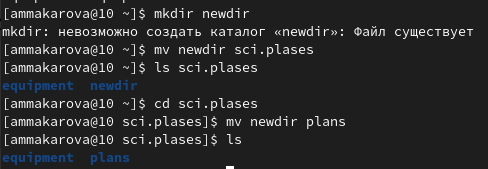 [ammakarova@10 ~]$ mkdir newdir
mkdir: невозможно создать каталог «newdir»: Файл существует
[ammakarova@10 ~]$ mv newdir sci.plases
[ammakarova@10 ~]$ ls sci.plases
equipment  newdir
[ammakarova@10 ~]$ cd sci.plases
[ammakarova@10 sci.plases]$ mv newdir plans
[ammakarova@10 sci.plases]$ ls
equipment  plans